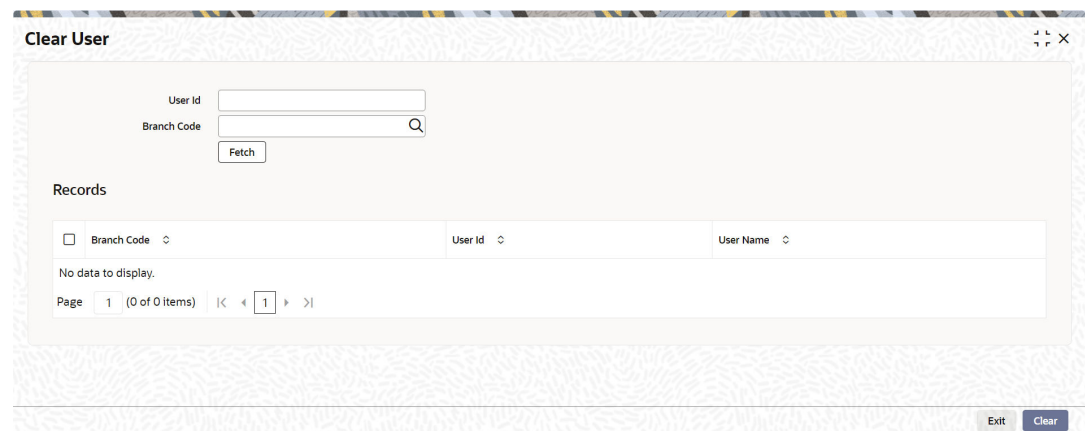 Clear User
User Id
Branch Code
Fetch
Records
Branch Code User Id User Name
No data to display.
Page 1 (0 of 0 items) 1
Exit Clear